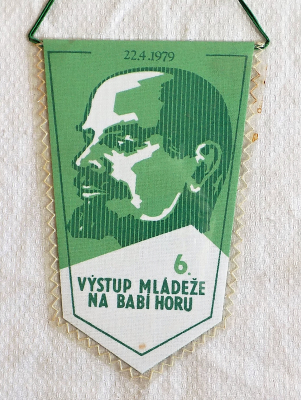 22.4.1979
6.
VÝSTUP MLÁDEŽE
NA BABÍ HORU